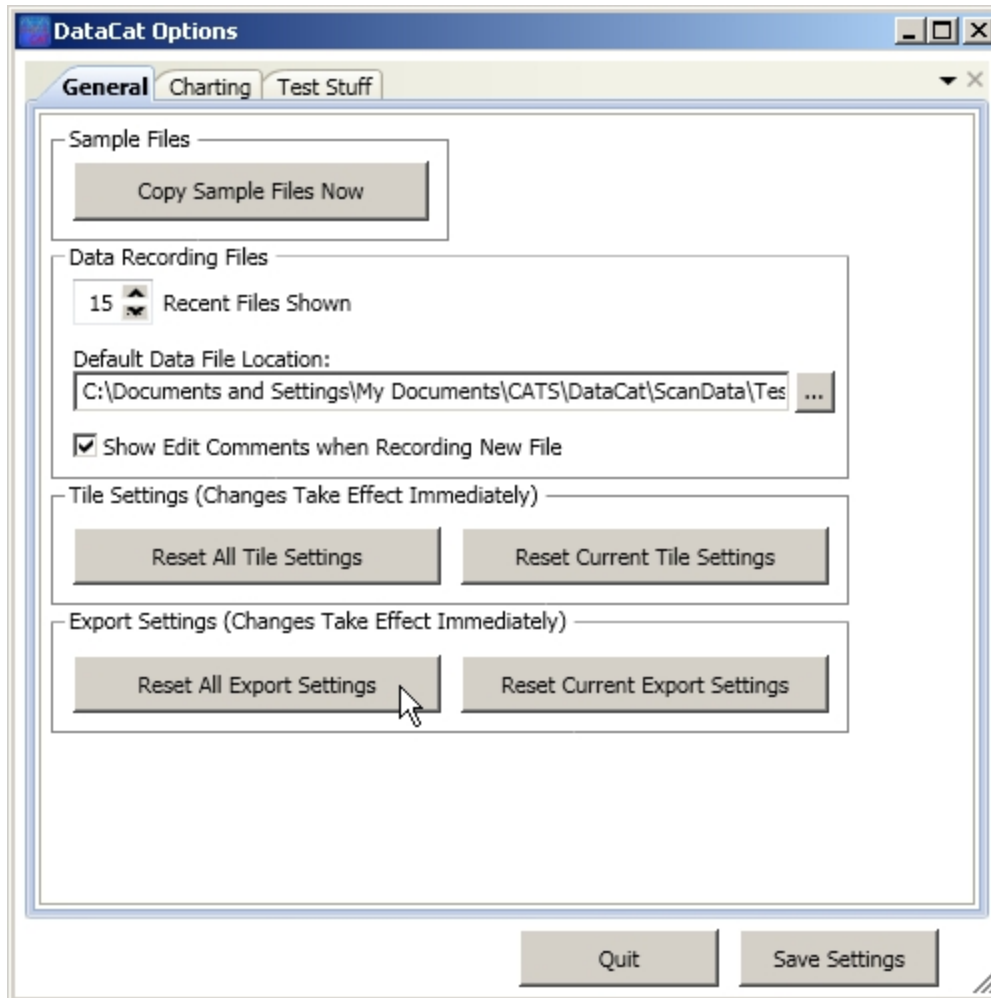 DataCat Options
General Charting Test Stuff
Sample Files
Copy Sample Files Now
Data Recording Files
15 Recent Files Shown
Default Data File Location:
C:\Documents and Settings\My Documents\CATS\DataCat\ScanData\Tes ...
Show Edit Comments when Recording New File
Tile Settings (Changes Take Effect Immediately)
Reset All Tile Settings Reset Current Tile Settings
Export Settings (Changes Take Effect Immediately)
Reset All Export Settings Reset Current Export Settings
Quit Save Settings